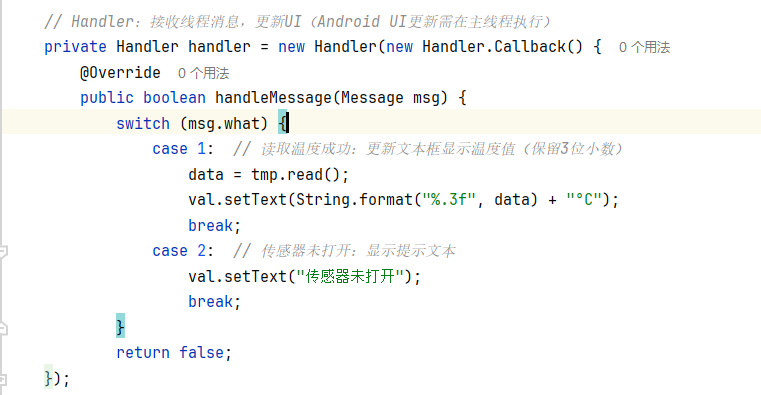 // Handler：接收线程消息，更新UI（Android UI更新需在主线程执行）
private Handler handler = new Handler(new Handler.Callback() {  0 个用法
    @Override  0 个用法
    public boolean handleMessage(Message msg) {
        switch (msg.what) {
            case 1:  // 读取温度成功：更新文本框显示温度值（保留3位小数）
                data = tmp.read();
                val.setText(String.format("%.3f", data) + "°C");
                break;
            case 2:  // 传感器未打开：显示提示文本
                val.setText("传感器未打开");
                break;
        }
        return false;
});